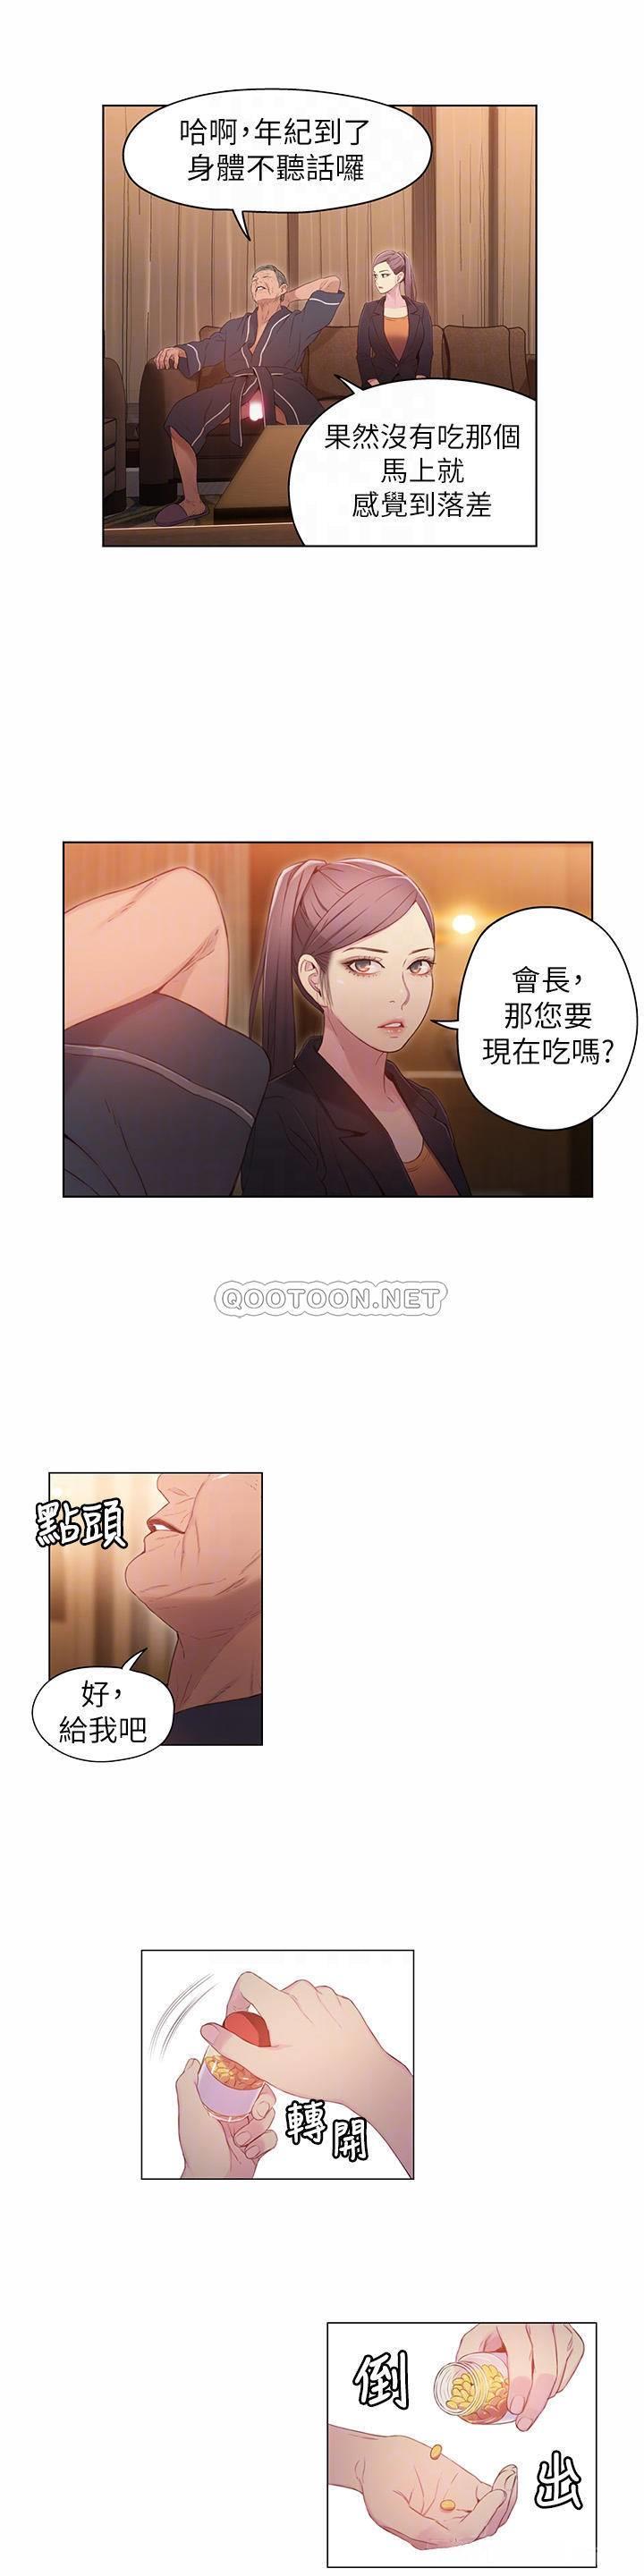 哈啊,年紀到了
身體不聽話囉
果然沒有吃那個
馬上就
感覺到落差
會長,
那您要
現在吃嗎?
QOOTOON.NET
點頭
好,
給我吧
轉開
倒
出